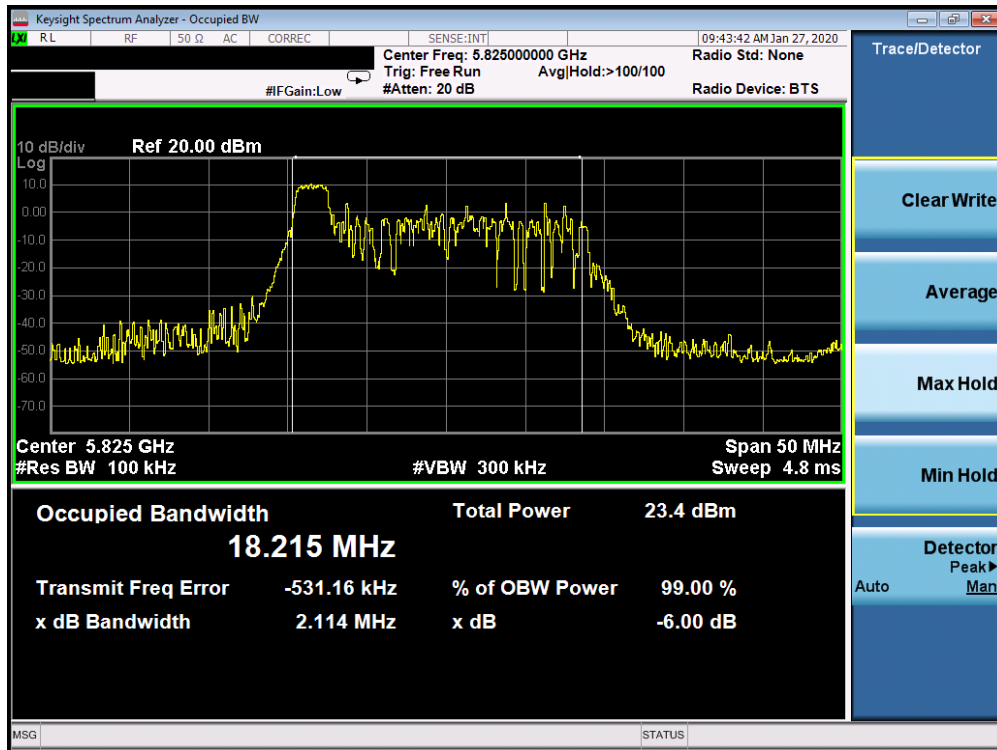 Keysight Spectrum Analyzer - Occupied BW
LXI RL RF 50 Ω AC CORREC SENSE:INT 09:43:42 AM Jan 27, 2020
Center Freq: 5.825000000 GHz Radio Std: None
Trig: Free Run Avg|Hold:>100/100
#IFGain:Low #Atten: 20 dB Radio Device: BTS
Trace/Detector
10 dB/div Ref 20.00 dBm
Log
10.0
0.00
-10.0
-20.0
-30.0
-40.0
-50.0
-60.0
-70.0
Center 5.825 GHz Span 50 MHz
#Res BW 100 kHz #VBW 300 kHz Sweep 4.8 ms
Occupied Bandwidth Total Power 23.4 dBm
18.215 MHz
Transmit Freq Error -531.16 kHz % of OBW Power 99.00 %
x dB Bandwidth 2.114 MHz x dB -6.00 dB
Clear Write
Average
Max Hold
Min Hold
Detector
Peak▶
Auto Man
MSG STATUS